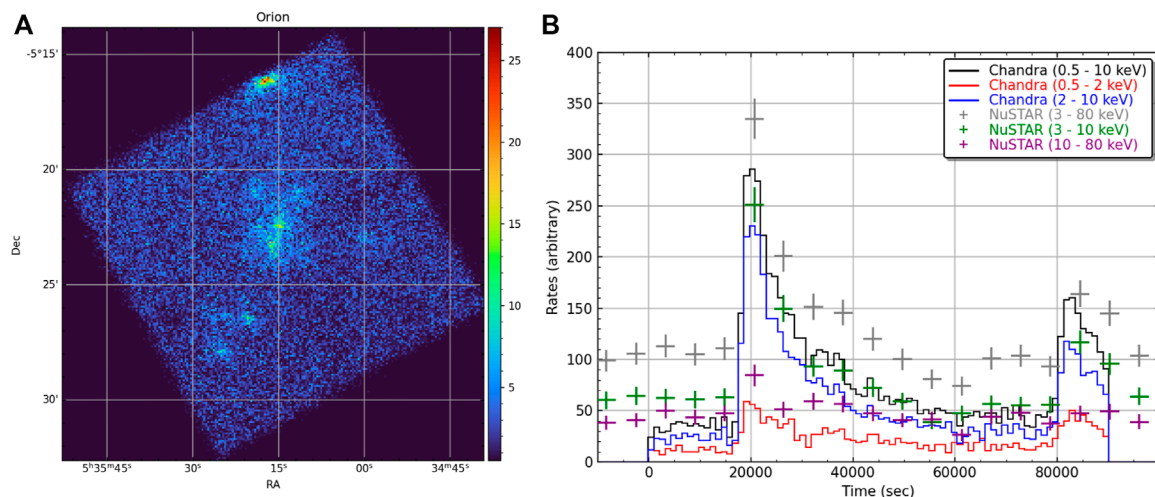 A
Orion
-5°15'
20'
25'
30'
Dec
5ʰ35ᵐ45ˢ
30ˢ
15ˢ
00ˢ
34ᵐ45ˢ
RA
25
20
15
10
5
B
400
350
300
250
200
150
100
50
0
Rates (arbitrary)
Chandra (0.5 - 10 keV)
Chandra (0.5 - 2 keV)
Chandra (2 - 10 keV)
NuSTAR (3 - 80 keV)
NuSTAR (3 - 10 keV)
NuSTAR (10 - 80 keV)
0
20000
40000
60000
80000
Time (sec)